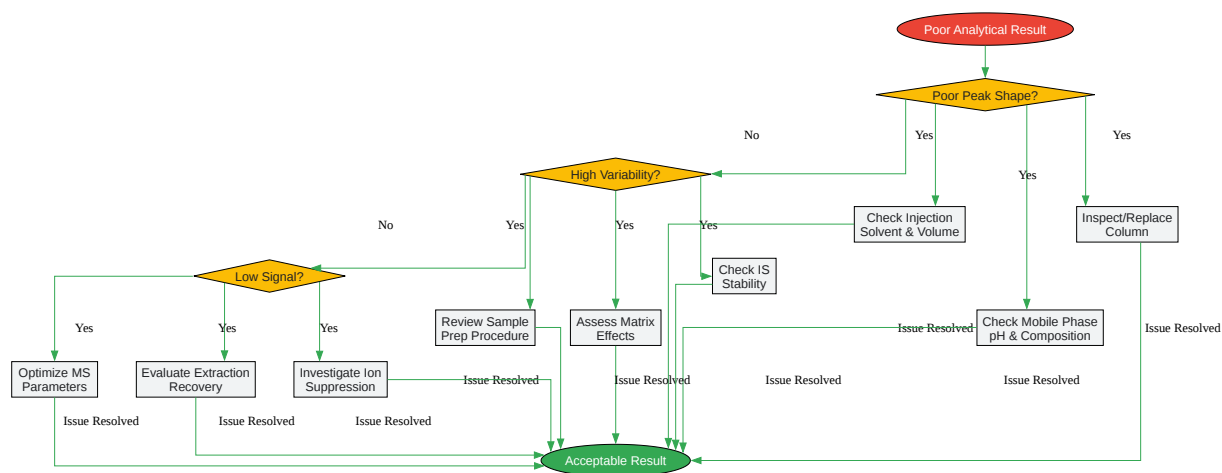 Poor Analytical Result
Poor Peak Shape?
No
Yes
Yes
High Variability?
Yes
Check Injection
Solvent & Volume
Inspect/Replace
Column
No
Yes
Yes
Yes
Low Signal?
Check IS
Stability
Yes
Yes
Yes
Review Sample
Prep Procedure
Assess Matrix
Effects
Issue Resolved
Check Mobile Phase
pH & Composition
Issue Resolved
Optimize MS
Parameters
Evaluate Extraction
Recovery
Investigate Ion
Suppression
Issue Resolved
Issue Resolved
Issue Resolved
Issue Resolved
Issue Resolved
Issue Resolved
Issue Resolved
Acceptable Result